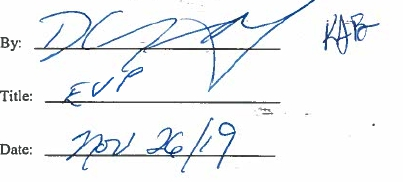 By: KAB
Title: EVP
Date: NOV 26/19